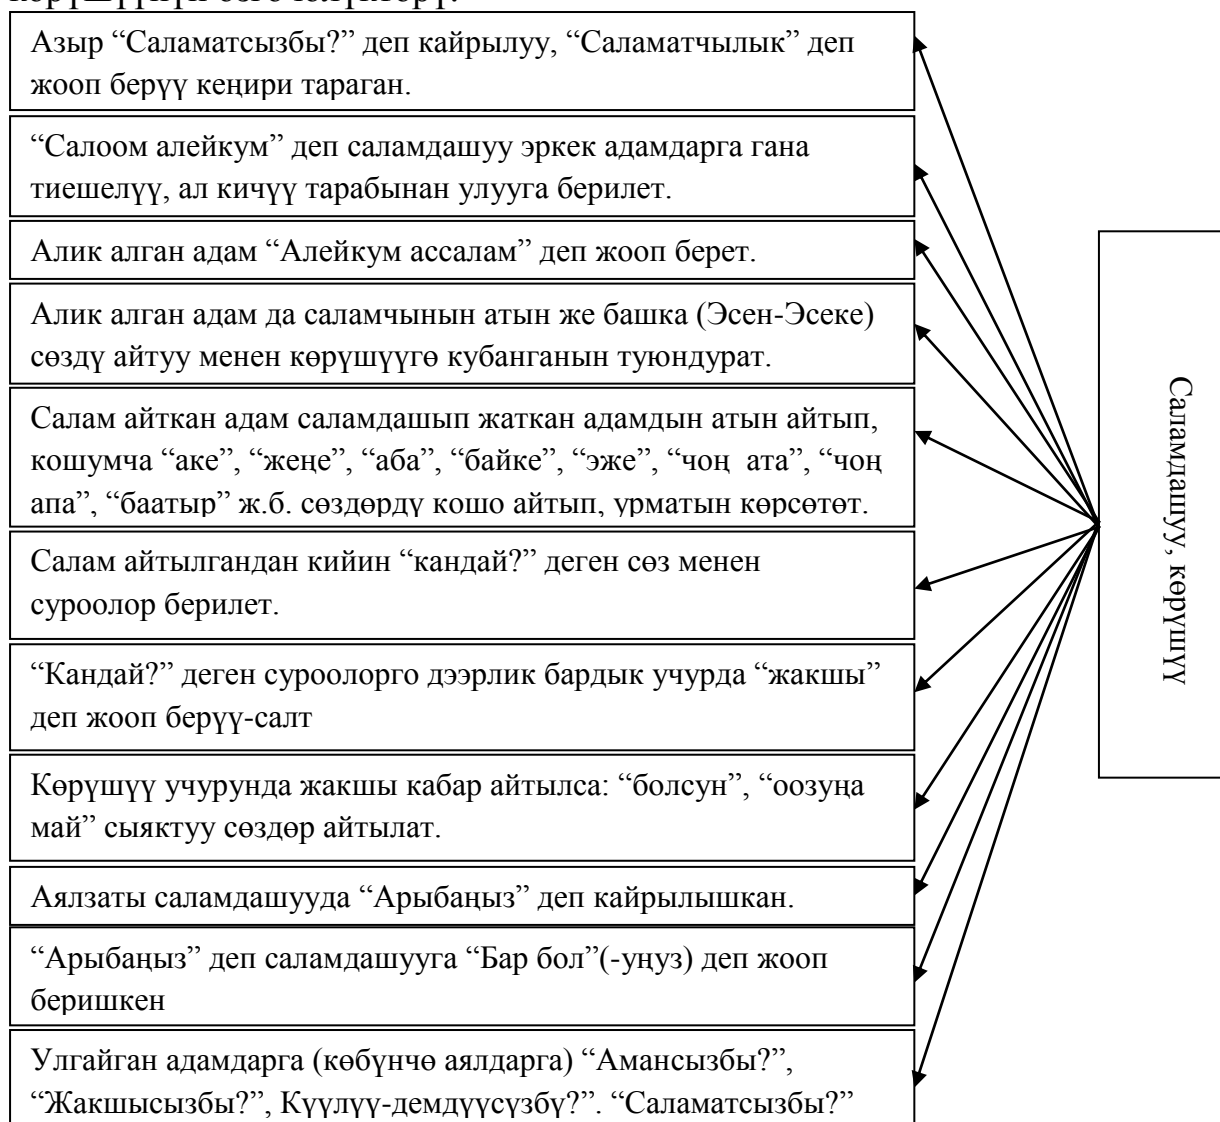 Азыр “Саламатсызбы?” деп кайрылуу, “Саламатчылык” деп
жооп берүү кеңири тараган.
“Салоом алейкум” деп саламдашуу эркек адамдарга гана
тиешелүү, ал кичүү тарабынан улууга берилет.
Алик алган адам “Алейкум ассалам” деп жооп берет.
Алик алган адам да саламчынын атын же башка (Эсен-Эсеке)
сөздү айтуу менен көрүшүүгө кубанганын туюндурат.
Салам айткан адам саламдашып жаткан адамдын атын айтып,
кошумча “аке”, “жеңе”, “аба”, “байке”, “эже”, “чоң ата”, “чоң
апа”, “баатыр” ж.б. сөздөрдү кошо айтып, урматын көрсөтөт.
Салам айтылгандан кийин “кандай?” деген сөз менен
суроолор берилет.
“Кандай?” деген суроолорго дээрлик бардык учурда “жакшы”
деп жооп берүү-салт
Көрүшүү учурунда жакшы кабар айтылса: “болсун”, “оозуңа
май” сыяктуу сөздөр айтылат.
Аялзаты саламдашууда “Арыбаңыз” деп кайрылышкан.
“Арыбаңыз” деп саламдашууга “Бар бол”(-уңуз) деп жооп
беришкен
Улгайган адамдарга (көбүнчө аялдарга) “Амансызбы?”,
“Жакшысызбы?”, Күүлүү-демдүүсүзбү?”. “Саламатсызбы?”
Саламдашуу, көрүшүү